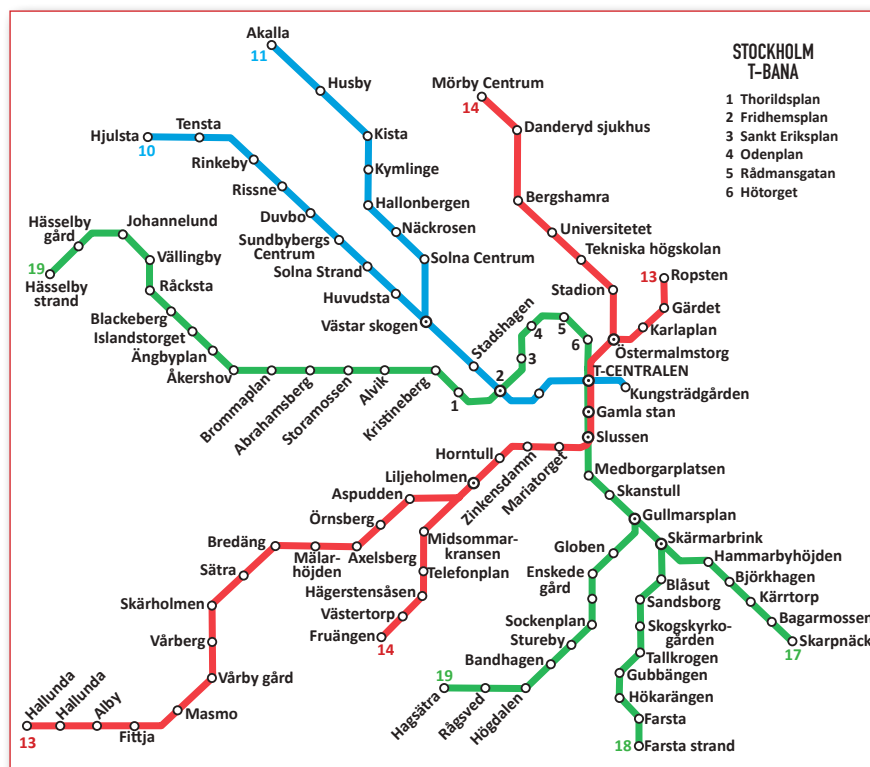 STOCKHOLM
T-BANA
1 Thorildsplan
2 Fridhemsplan
3 Sankt Eriksplan
4 Odenplan
5 Rådmansgatan
6 Hötorget
Akalla
11
Husby
Kista
Kymlinge
Hallonbergen
Näckrosen
Solna Centrum
Hjulsta
10
Tensta
Rinkeby
Rissne
Duvbo
Sundbybergs
Centrum
Solna Strand
Huvudsta
Västar skogen
Stadshagen
Mörby Centrum
14
Danderyd sjukhus
Bergshamra
Universitetet
Tekniska högskolan
Stadion
13
Ropsten
Gärdet
Karlaplan
Östermalmstorg
T-CENTRALEN
Kungsträdgården
Gamla stan
Slussen
Hässelby
gård
19
Hässelby
strand
Johannelund
Vällingby
Råcksta
Blackeberg
Islandstorget
Ängbyplan
Åkershov
Brommaplan
Abrahamsberg
Storamossen
Alvik
Kristineberg
1
2
3
4
5
6
Medborgarplatsen
Skanstull
Gullmarsplan
Skärmarbrink
Hammarbyhöjden
Björkhagen
Kärrtorp
Bagarmossen
Skarpnäck
17
Blåsut
Sandsborg
Skogskyrko-
gården
Tallkrogen
Gubbängen
Hökarängen
Farsta
18
Farsta strand
Globen
Enskede
gård
Sockenplan
Stureby
Bandhagen
Högdalen
Rågsved
Hagsätra
19
Mariatorget
Zinkensdamm
Horntull
Liljeholmen
Midsommar-
kransen
Telefonplan
Hägerstensåsen
Västertorp
Fruängen
14
Aspudden
Örnsberg
Axelsberg
Mälar-
höjden
Bredäng
Sätra
Skärholmen
Vårberg
Vårby gård
Masmo
Fittja
Alby
Hallunda
Hallunda
13